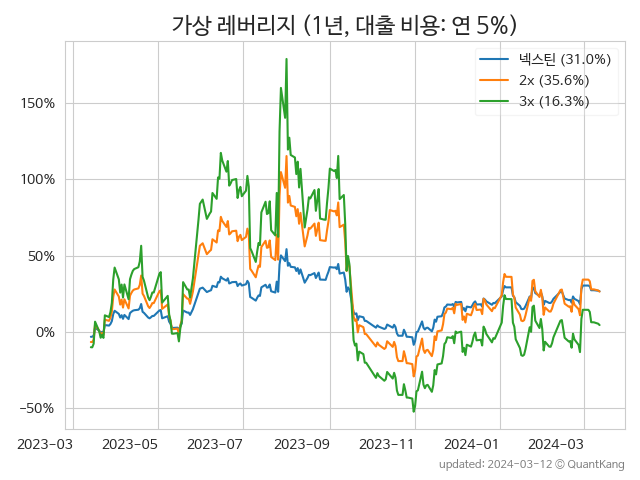 가상 레버리지 (1년, 대출 비용: 연 5%)
넥스틴 (31.0%)
2x (35.6%)
3x (16.3%)
150%
100%
50%
0%
−50%
2023-03 2023-05 2023-07 2023-09 2023-11 2024-01 2024-03
updated: 2024-03-12 © QuantKang